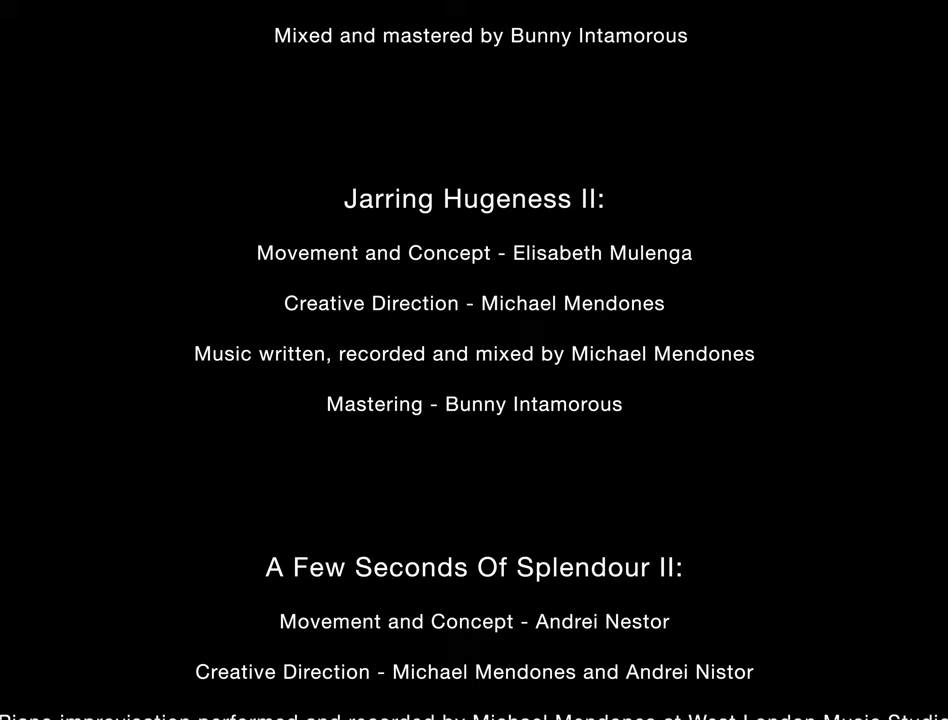 Mixed and mastered by Bunny Intamorous
Jarring Hugeness II:
Movement and Concept - Elisabeth Mulenga
Creative Direction - Michael Mendones
Music written, recorded and mixed by Michael Mendones
Mastering - Bunny Intamorous
A Few Seconds Of Splendour II:
Movement and Concept - Andrei Nestor
Creative Direction - Michael Mendones and Andrei Nistor
Piano improvisation performed and recorded by Michael Mendones at West London Music